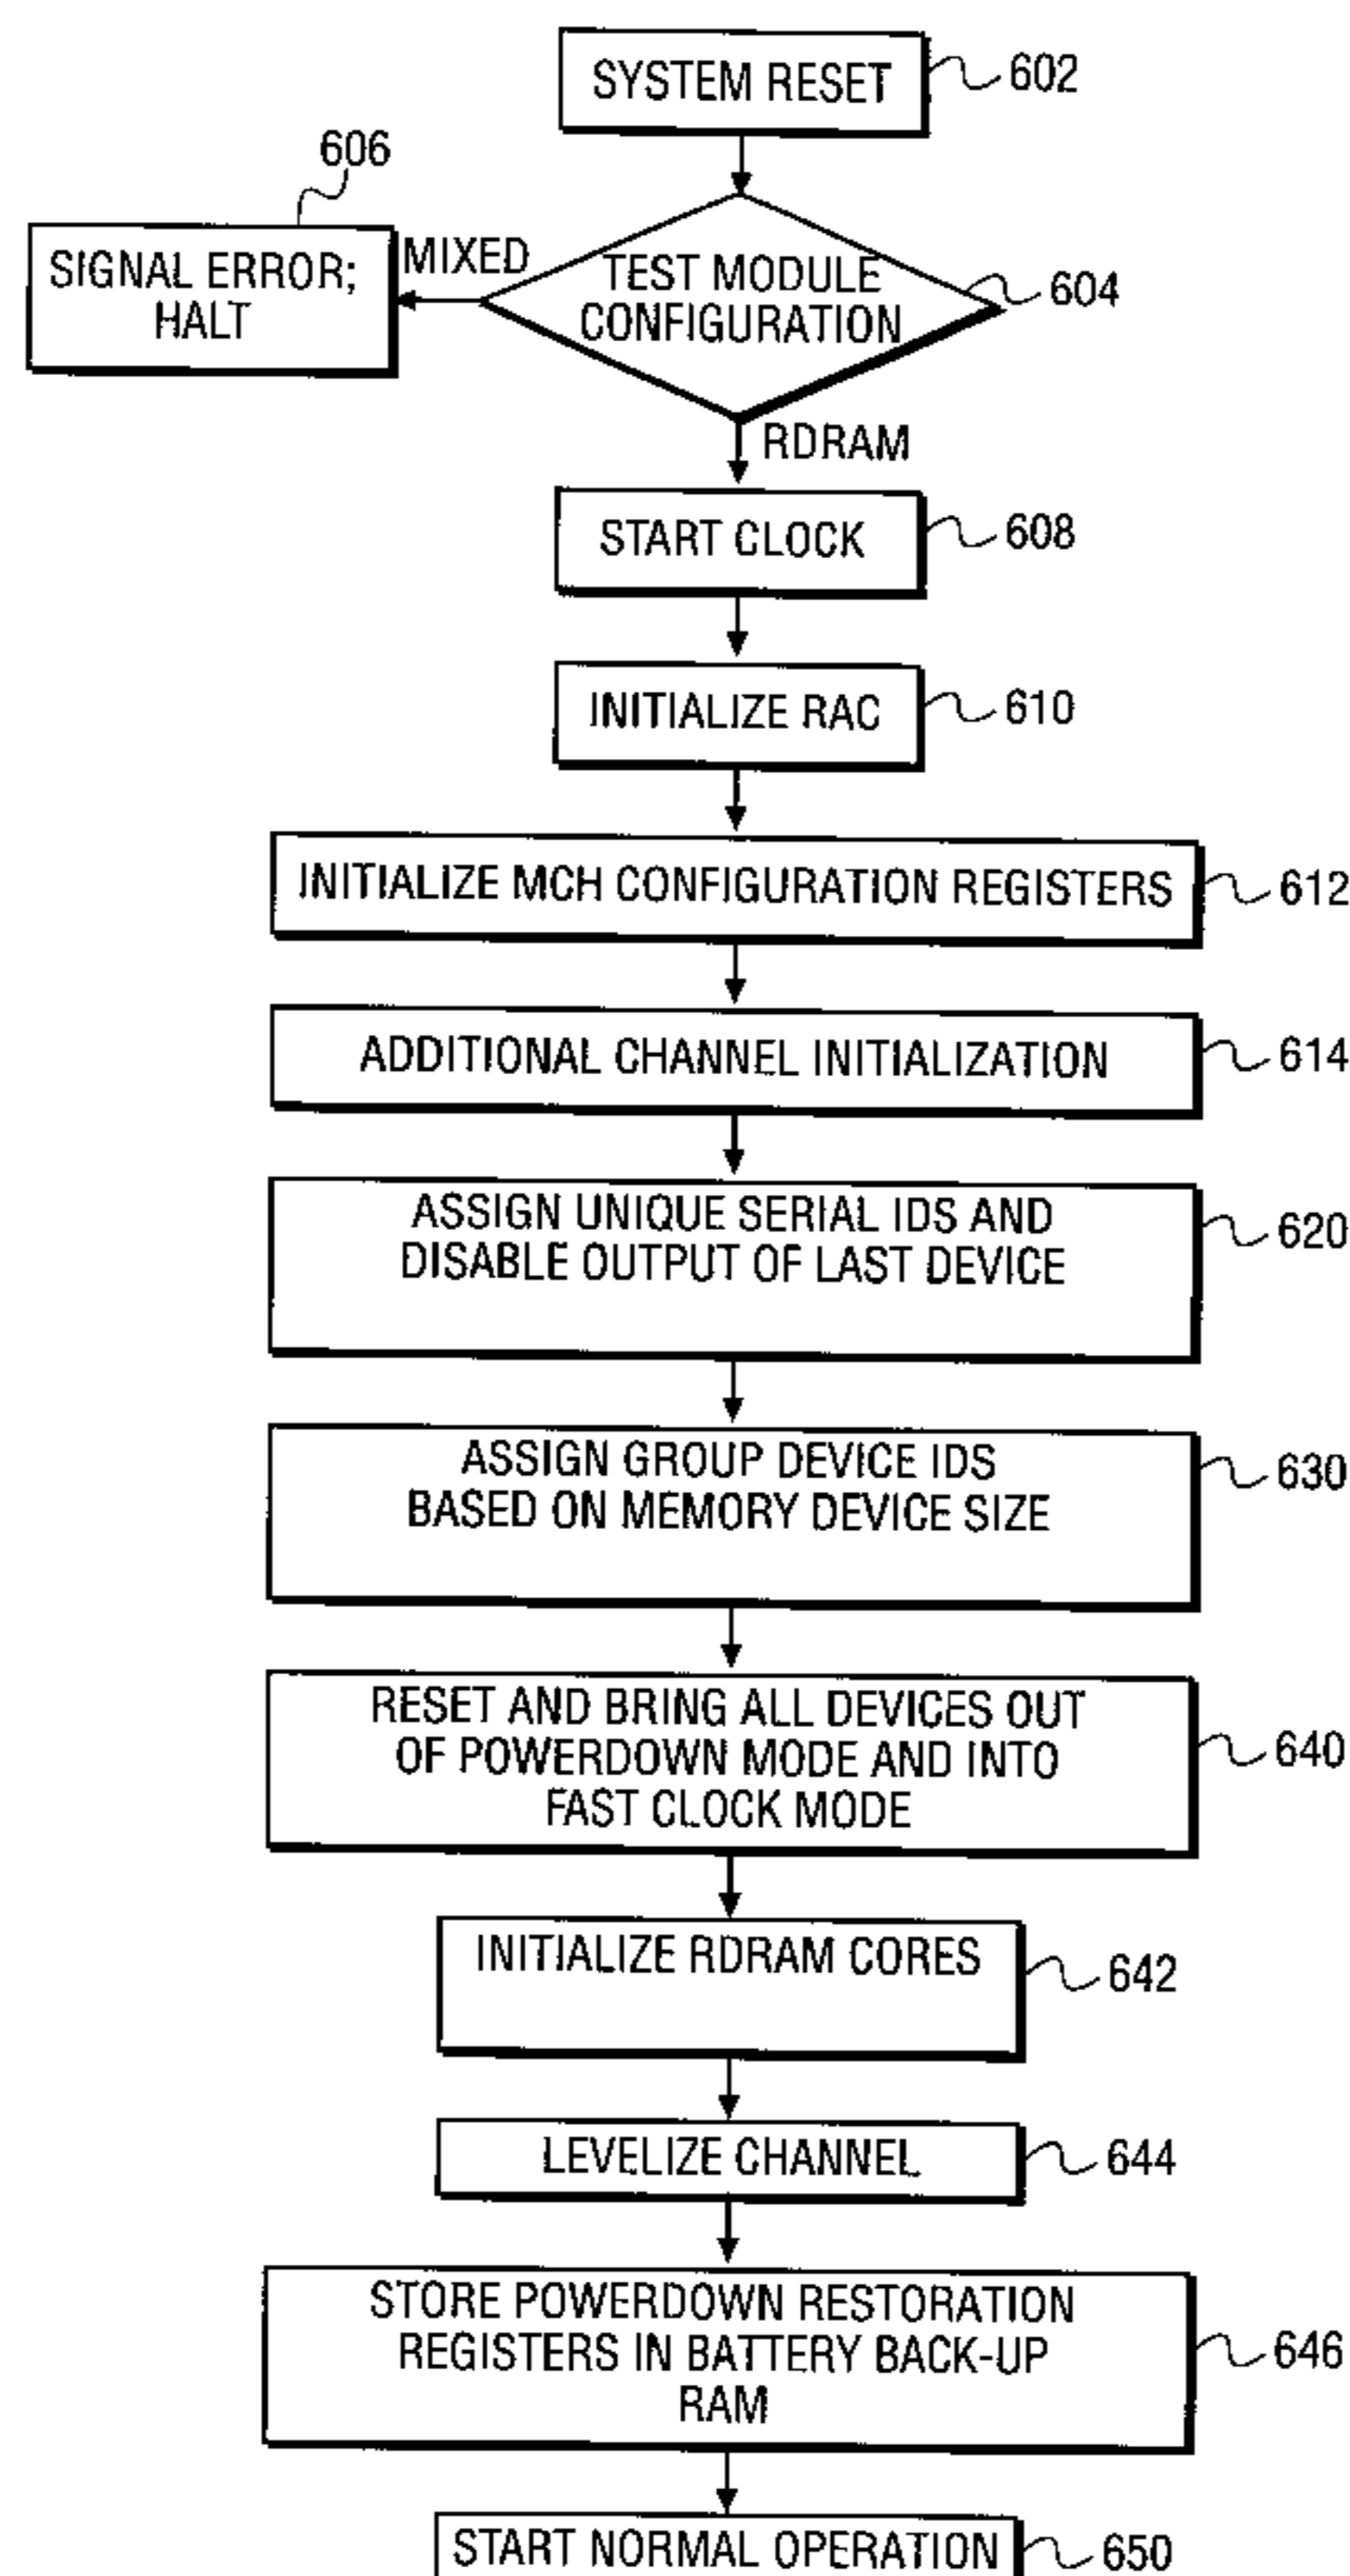 SYSTEM RESET
602
606
SIGNAL ERROR;
HALT
MIXED
TEST MODULE
CONFIGURATION
604
RDRAM
START CLOCK
608
INITIALIZE RAC
610
INITIALIZE MCH CONFIGURATION REGISTERS
612
ADDITIONAL CHANNEL INITIALIZATION
614
ASSIGN UNIQUE SERIAL IDS AND
DISABLE OUTPUT OF LAST DEVICE
620
ASSIGN GROUP DEVICE IDS
BASED ON MEMORY DEVICE SIZE
630
RESET AND BRING ALL DEVICES OUT
OF POWERDOWN MODE AND INTO
FAST CLOCK MODE
640
INITIALIZE RDRAM CORES
642
LEVELIZE CHANNEL
644
STORE POWERDOWN RESTORATION
REGISTERS IN BATTERY BACK-UP
RAM
646
START NORMAL OPERATION
650